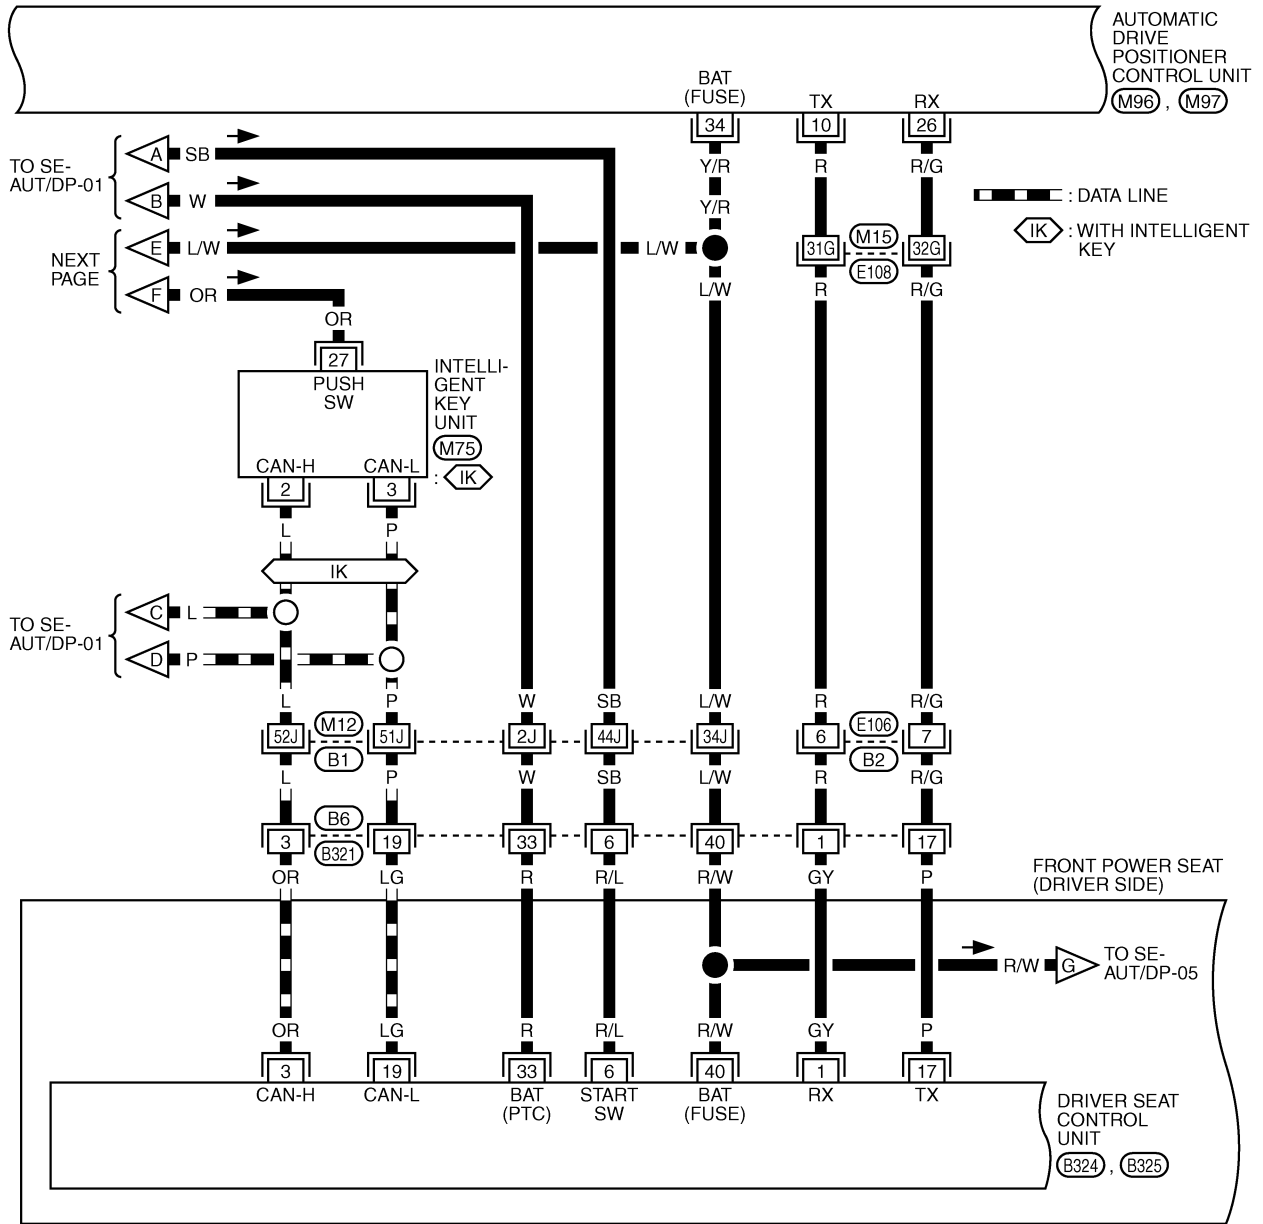 AUTOMATIC
DRIVE
POSITIONER
CONTROL UNIT
M96 , M97
BAT
(FUSE)
TX
RX
34
10
26
TO SE-
AUT/DP-01
A
SB
B
W
Y/R
R
R/G
Y/R
: DATA LINE
IK
: WITH INTELLIGENT
KEY
NEXT
PAGE
E
L/W
L/W
F
OR
31G
M15
32G
E108
L/W
R
R/G
OR
27
PUSH
SW
INTELLI-
GENT
KEY
UNIT
M75
: IK
CAN-H
CAN-L
2
3
L
P
IK
TO SE-
AUT/DP-01
C
L
D
P
L
P
W
SB
L/W
R
R/G
52J
M12
51J
2J
44J
34J
6
E106
7
B1
B2
L
P
W
SB
L/W
R
R/G
B6
3
19
33
6
40
1
17
B321
OR
LG
R
R/L
R/W
GY
P
FRONT POWER SEAT
(DRIVER SIDE)
R/W
G
TO SE-
AUT/DP-05
OR
LG
R
R/L
R/W
GY
P
3
19
33
6
40
1
17
CAN-H
CAN-L
BAT
(PTC)
START
SW
BAT
(FUSE)
RX
TX
DRIVER SEAT
CONTROL
UNIT
B324 , B325